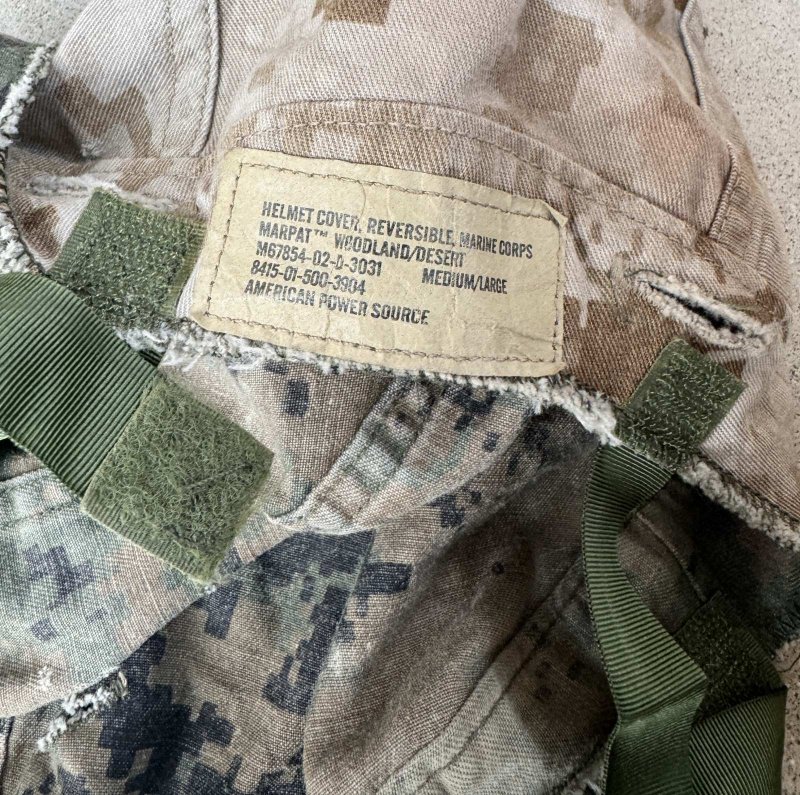 HELMET COVER, REVERSIBLE, MARINE CORPS
MARPAT™ WOODLAND/DESERT
M67854-02-D-3031 MEDIUM/LARGE
8415-01-500-3904
AMERICAN POWER SOURCE